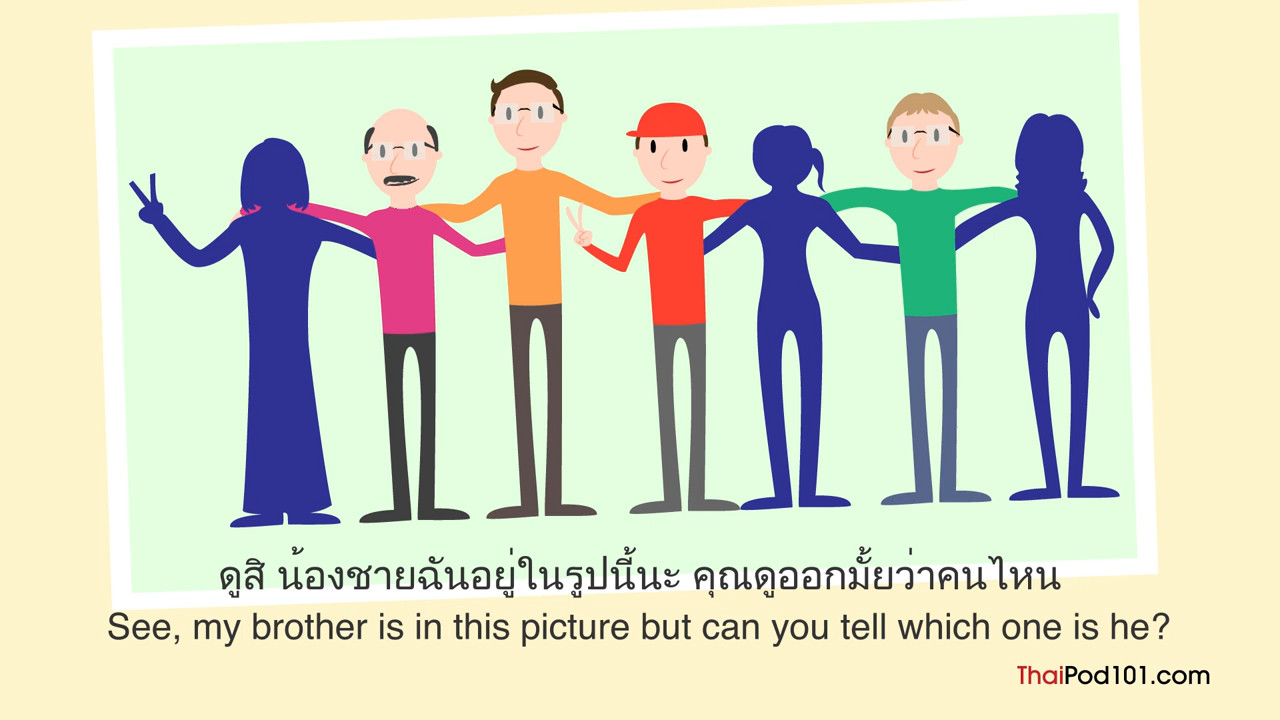 ดูสิ น้องชายฉันอยู่ในรูปนี้นะ คุณดูออกมั้ยว่าคนไหน
See, my brother is in this picture but can you tell which one is he?
ThaiPod101.com